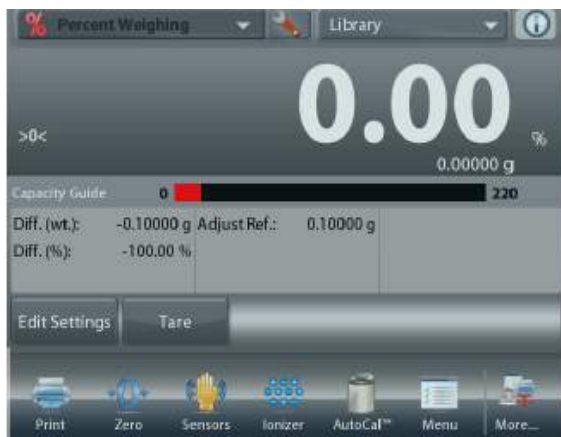 % Percent Weighing Library i
0.00 %
>0<
0.00000 g
Capacity Guide 0 220
Diff. (wt.): -0.10000 g Adjust Ref.: 0.10000 g
Diff. (%): -100.00 %
Edit Settings Tare
Print Zero Sensors Ionizer AutoCal™ Menu More...